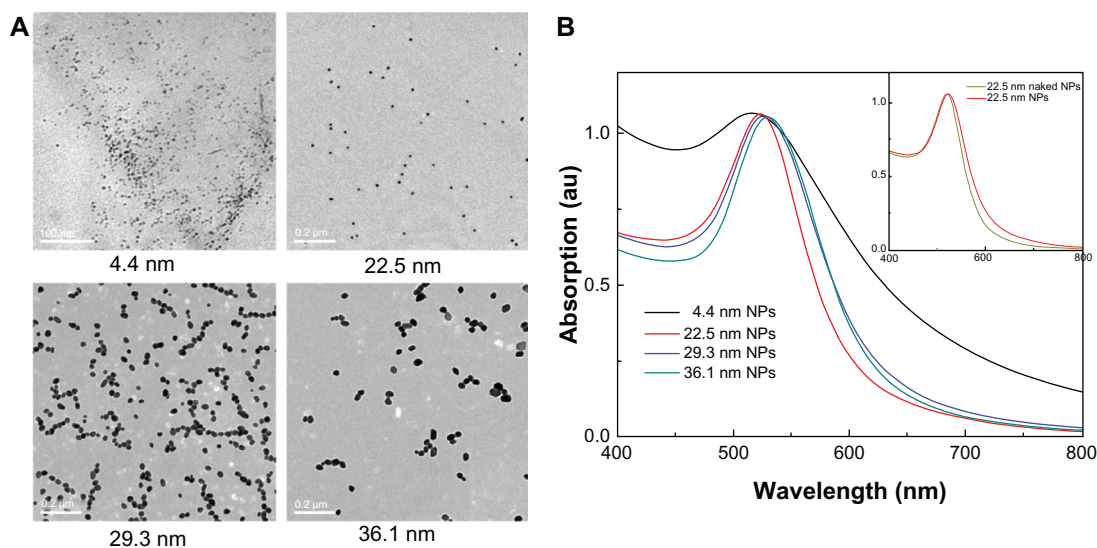 A
100 nm
4.4 nm
0.2 µm
22.5 nm
0.2 µm
29.3 nm
0.2 µm
36.1 nm
B
Absorption (au)
1.0
0.5
0.0
400 500 600 700 800
Wavelength (nm)
4.4 nm NPs
22.5 nm NPs
29.3 nm NPs
36.1 nm NPs
22.5 nm naked NPs
22.5 nm NPs
1.0
0.5
0.0
400 600 800